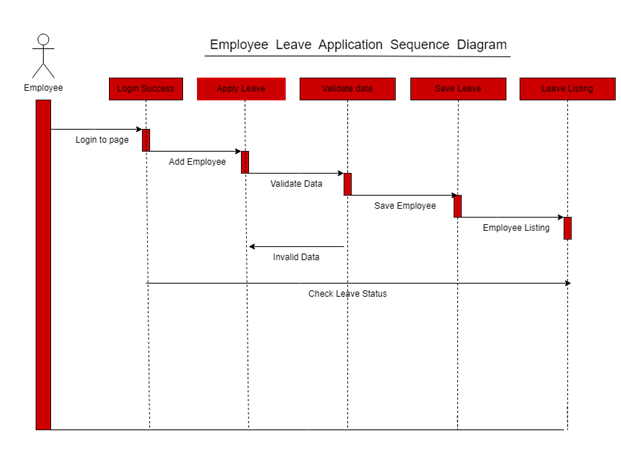 Employee Leave Application Sequence Diagram
Employee
Login Success
Apply Leave
Validate data
Save Leave
Leave Listing
Login to page
Add Employee
Validate Data
Save Employee
Employee Listing
Invalid Data
Check Leave Status